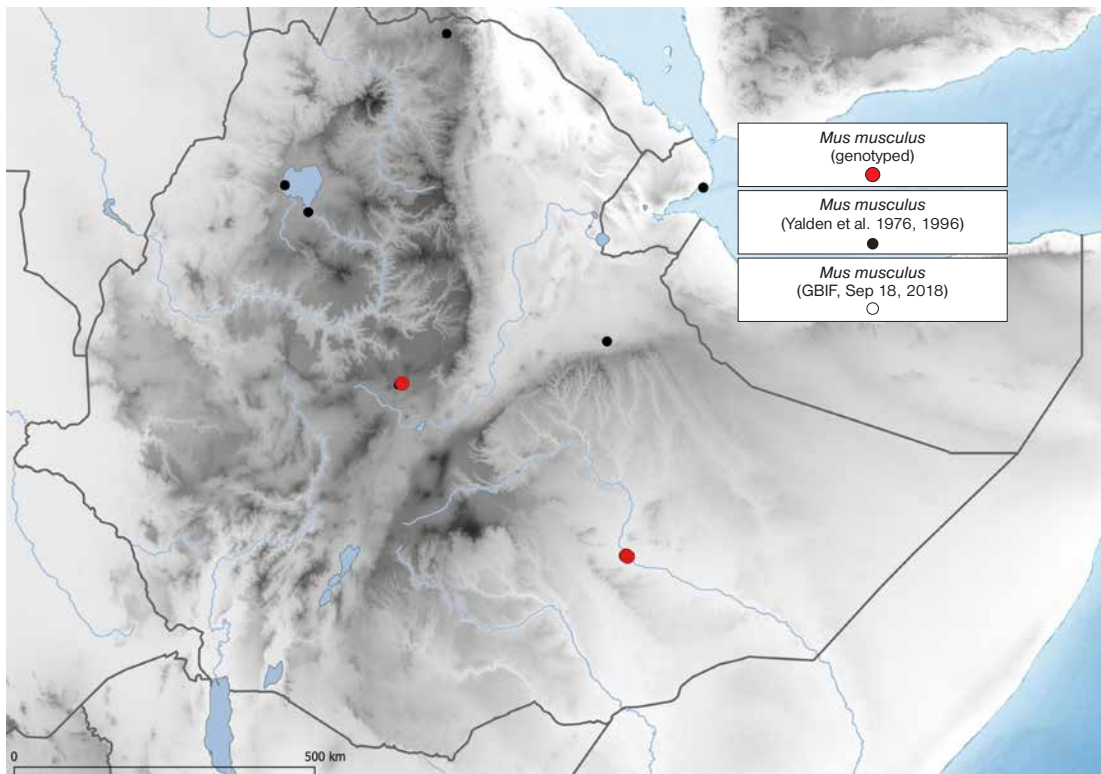 Mus musculus
(genotyped)
Mus musculus
(Yalden et al. 1976, 1996)
Mus musculus
(GBIF, Sep 18, 2018)
0
500 km